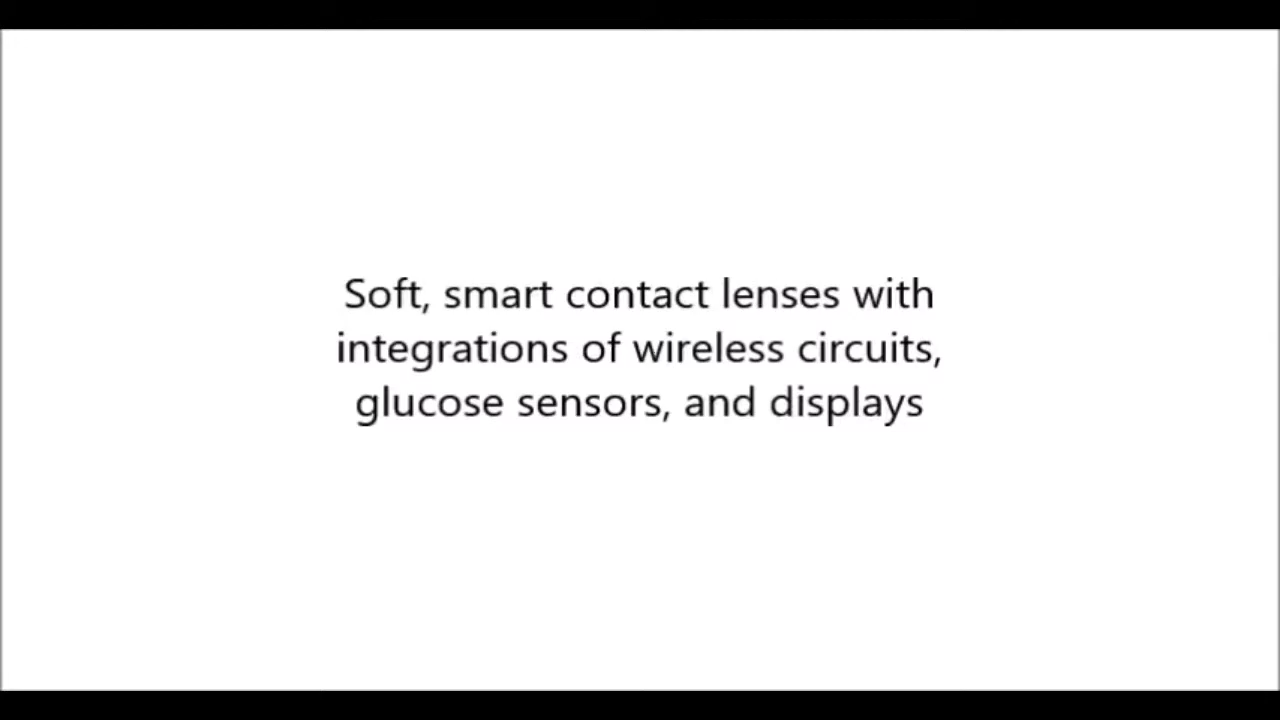 Soft, smart contact lenses with
integrations of wireless circuits,
glucose sensors, and displays